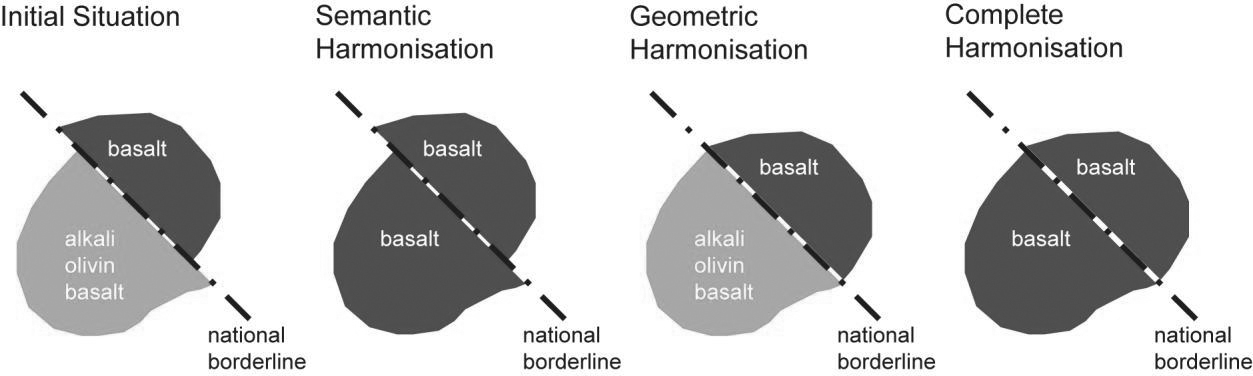 Initial Situation
basalt
alkali
olivin
basalt
national
borderline
Semantic
Harmonisation
basalt
basalt
national
borderline
Geometric
Harmonisation
basalt
alkali
olivin
basalt
national
borderline
Complete
Harmonisation
basalt
basalt
national
borderline